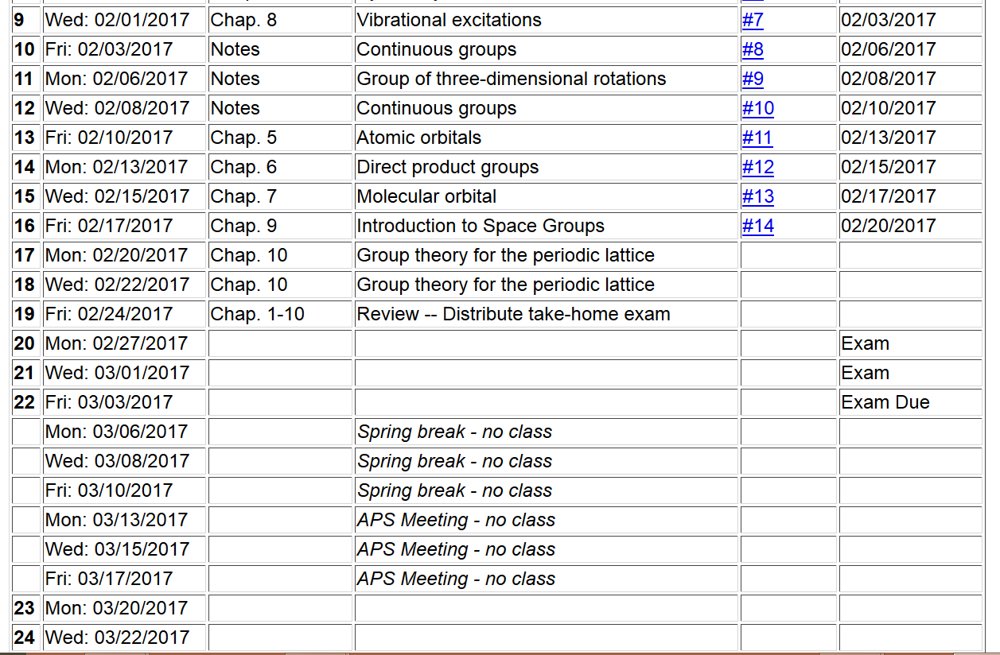 9 Wed: 02/01/2017 Chap. 8 Vibrational excitations #7 02/03/2017
10 Fri: 02/03/2017 Notes Continuous groups #8 02/06/2017
11 Mon: 02/06/2017 Notes Group of three-dimensional rotations #9 02/08/2017
12 Wed: 02/08/2017 Notes Continuous groups #10 02/10/2017
13 Fri: 02/10/2017 Chap. 5 Atomic orbitals #11 02/13/2017
14 Mon: 02/13/2017 Chap. 6 Direct product groups #12 02/15/2017
15 Wed: 02/15/2017 Chap. 7 Molecular orbital #13 02/17/2017
16 Fri: 02/17/2017 Chap. 9 Introduction to Space Groups #14 02/20/2017
17 Mon: 02/20/2017 Chap. 10 Group theory for the periodic lattice
18 Wed: 02/22/2017 Chap. 10 Group theory for the periodic lattice
19 Fri: 02/24/2017 Chap. 1-10 Review -- Distribute take-home exam
20 Mon: 02/27/2017 Exam
21 Wed: 03/01/2017 Exam
22 Fri: 03/03/2017 Exam Due
Mon: 03/06/2017 Spring break - no class
Wed: 03/08/2017 Spring break - no class
Fri: 03/10/2017 Spring break - no class
Mon: 03/13/2017 APS Meeting - no class
Wed: 03/15/2017 APS Meeting - no class
Fri: 03/17/2017 APS Meeting - no class
23 Mon: 03/20/2017
24 Wed: 03/22/2017